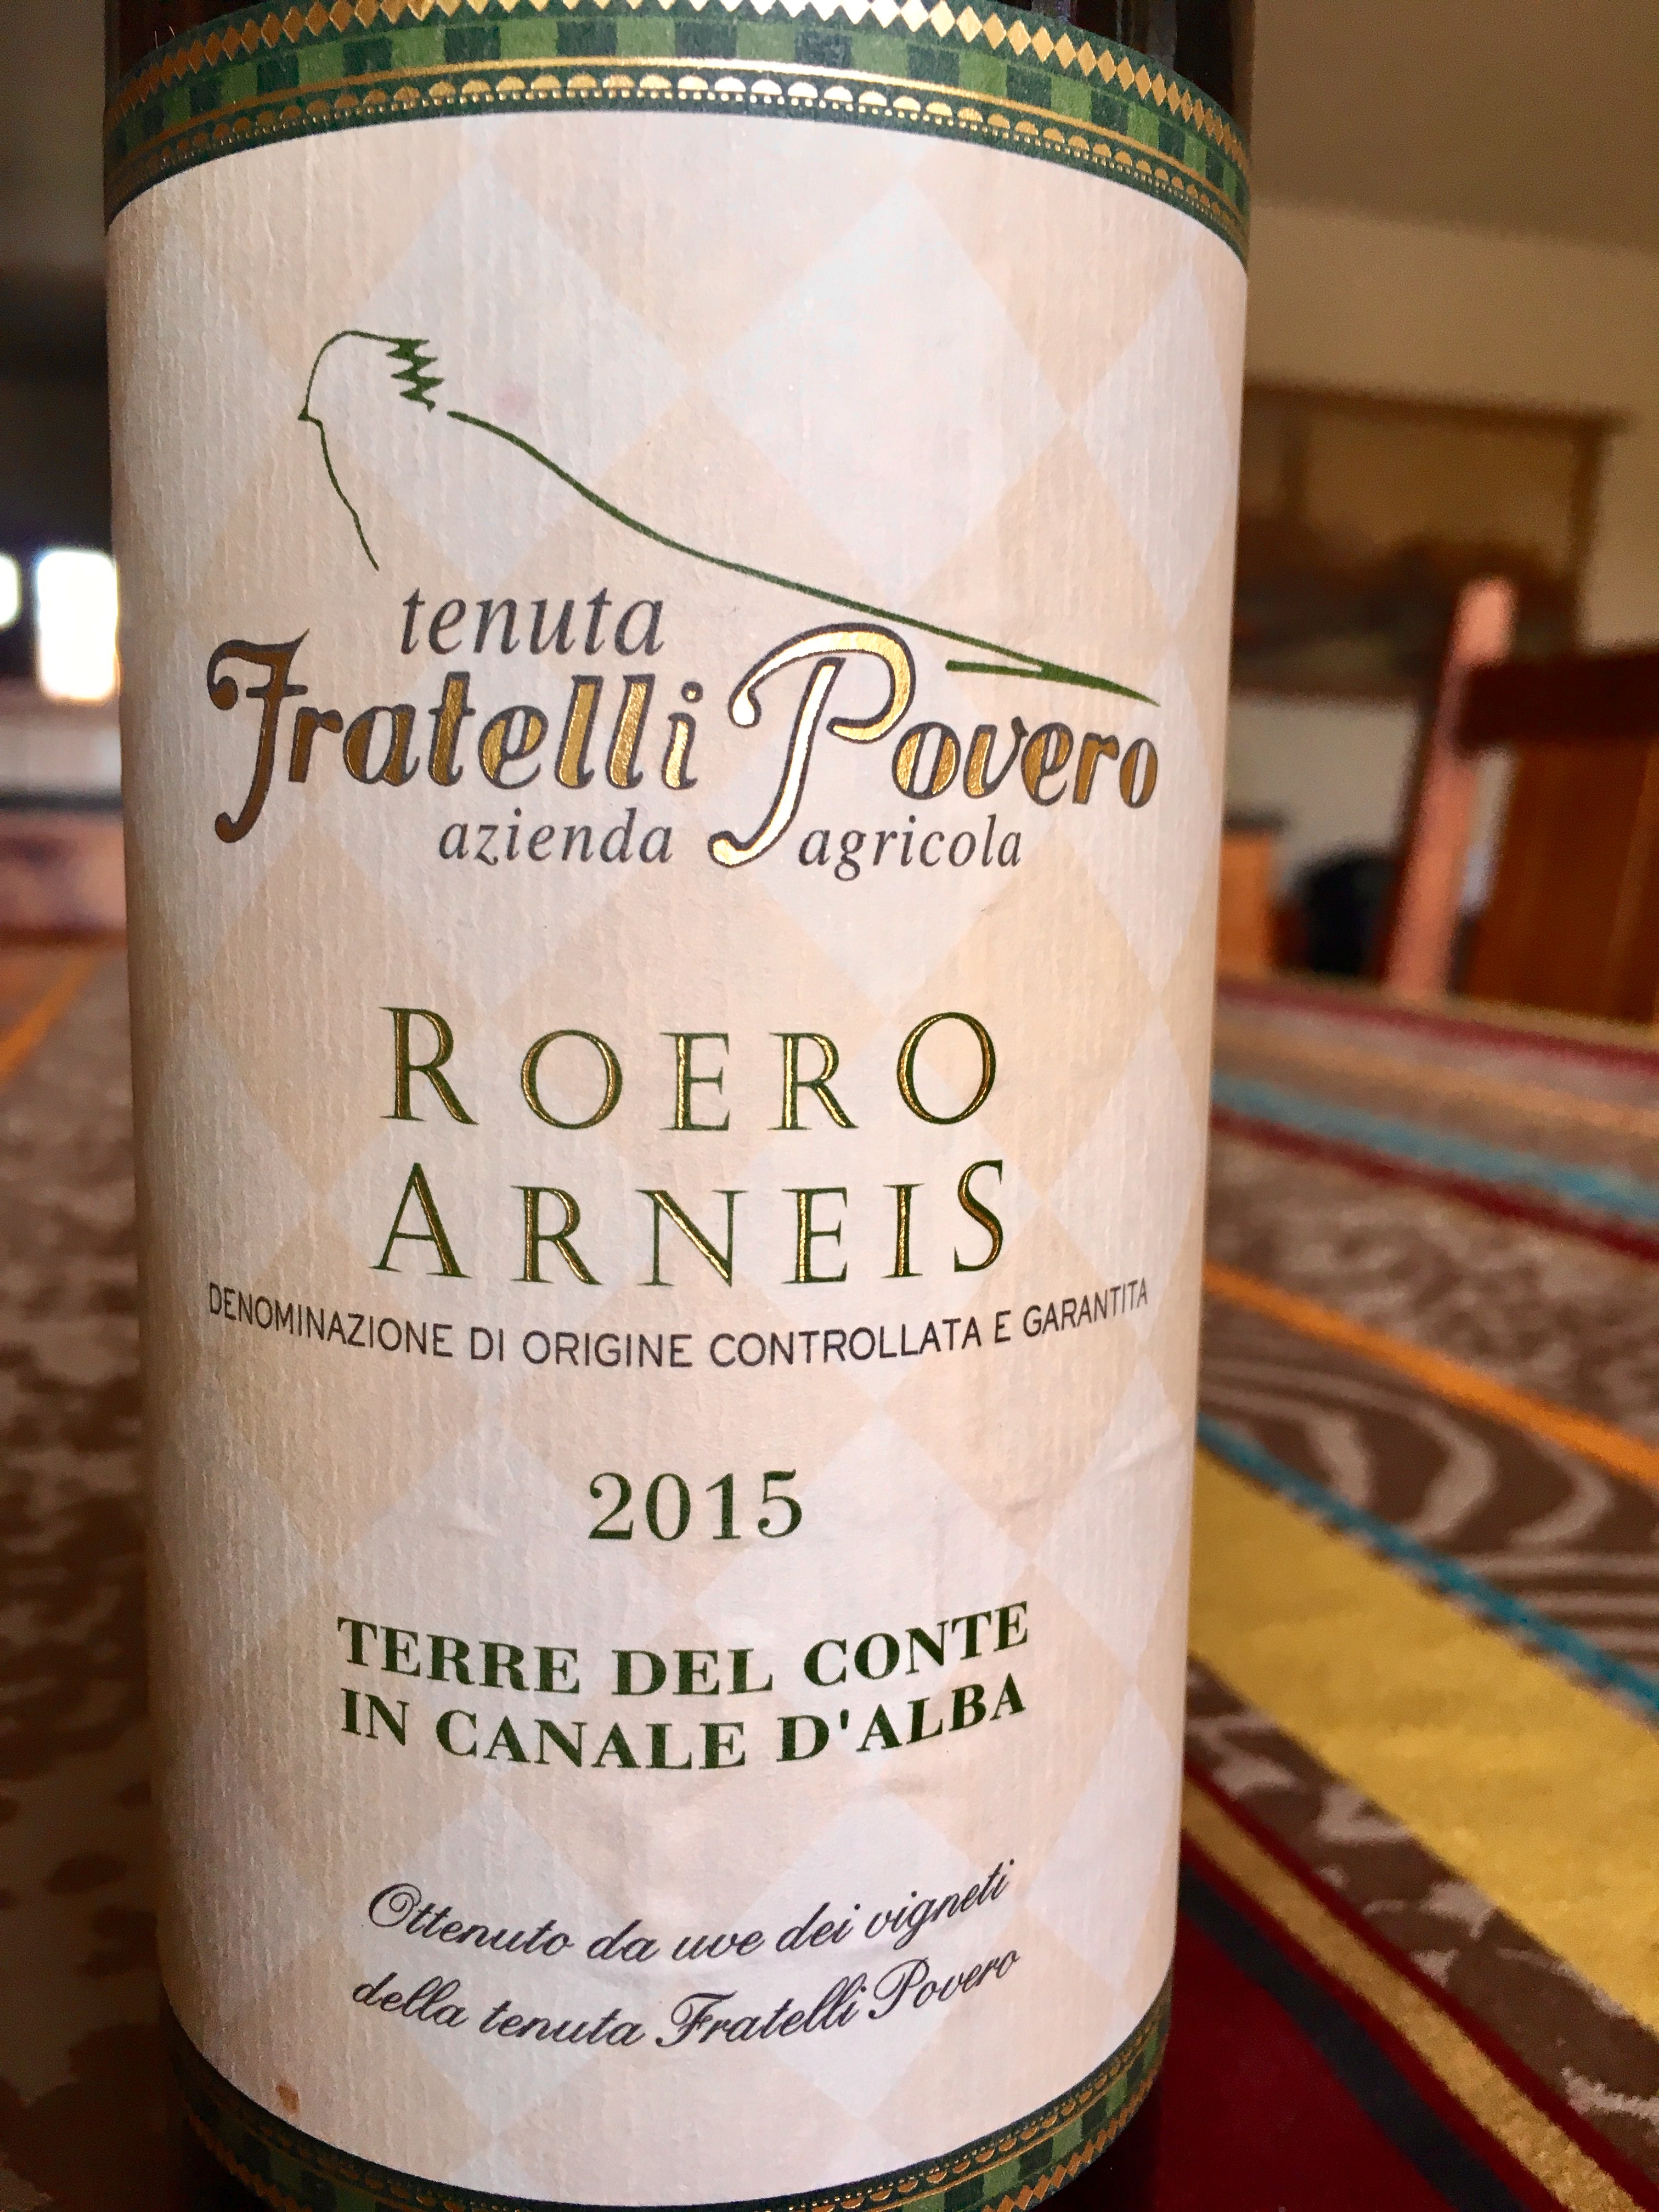 tenuta
Fratelli Povero
azienda agricola
ROERO
ARNEIS
DENOMINAZIONE DI ORIGINE CONTROLLATA E GARANTITA
2015
TERRE DEL CONTE
IN CANALE D'ALBA
Ottenuto da uve dei vigneti
della tenuta Fratelli Povero